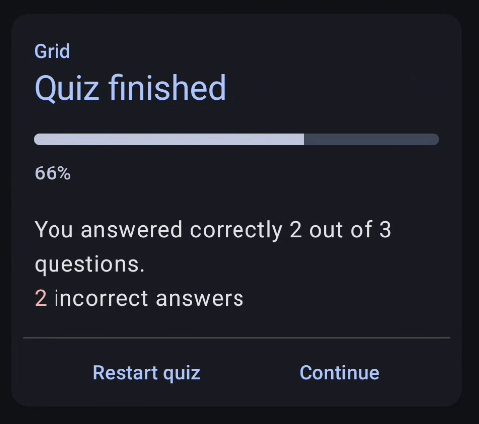 Grid
Quiz finished
66%
You answered correctly 2 out of 3
questions.
2 incorrect answers
Restart quiz
Continue